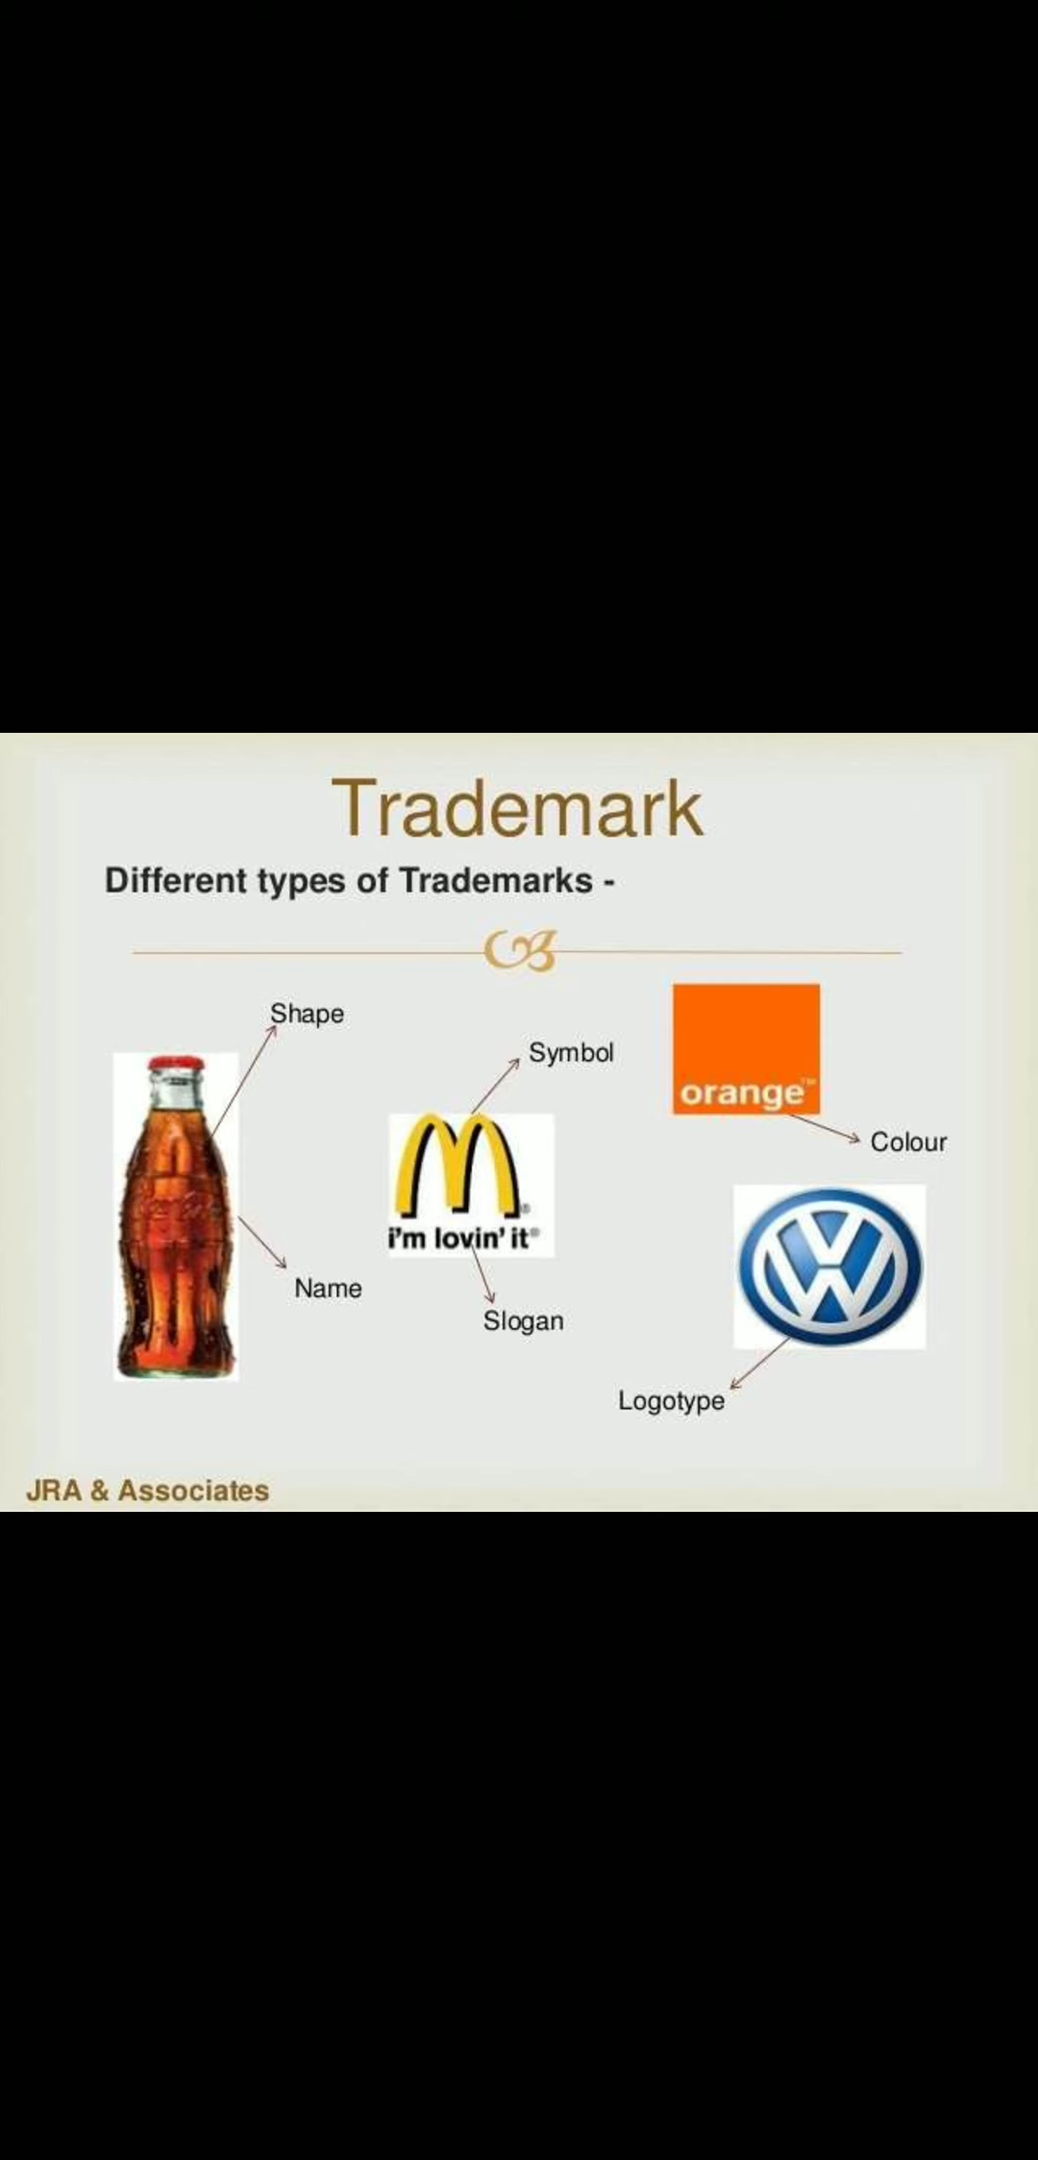 Trademark
Different types of Trademarks -
Shape
Symbol
orange™
Colour
i'm lovin' it®
Name
Slogan
Logotype
JRA & Associates